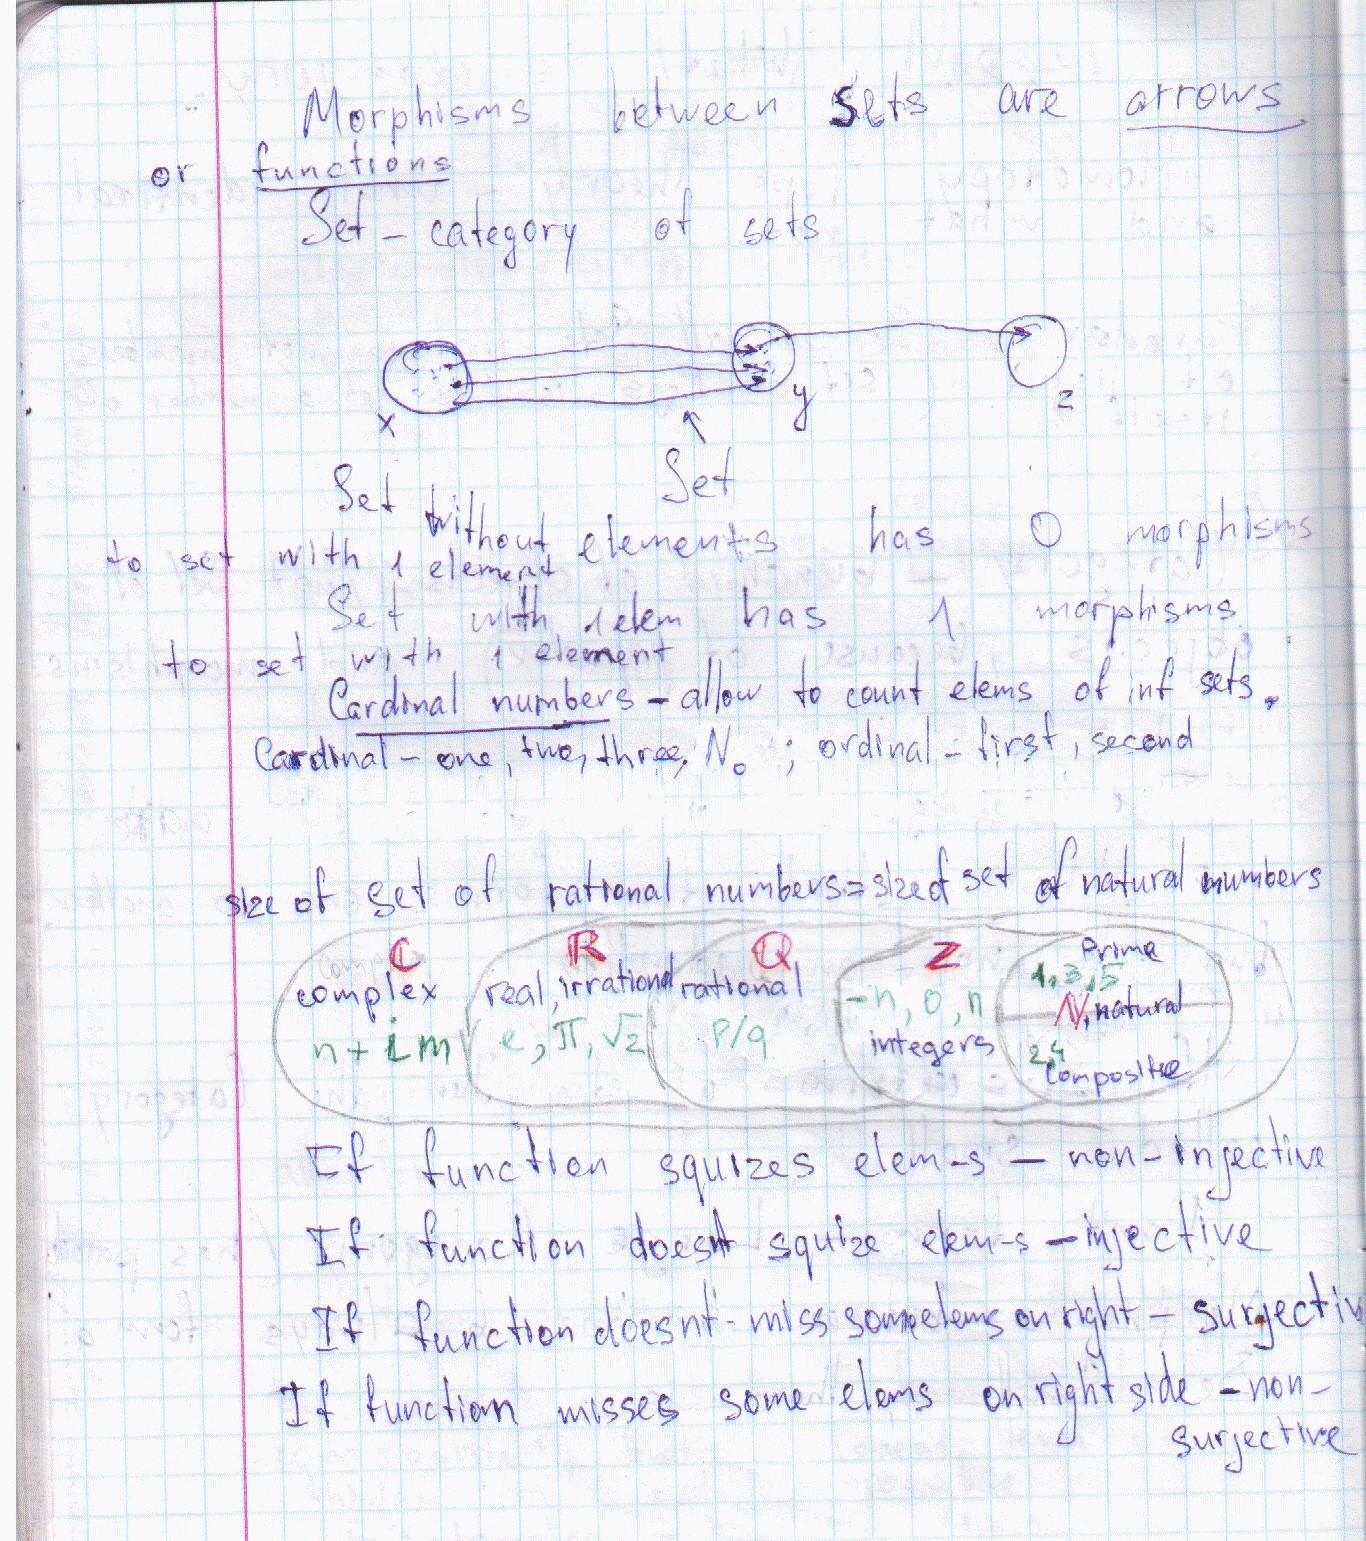 Morphisms between sets are arrows
or functions
Set - category of sets
x y z
Set
Set without elements has 0 morphisms
to set with 1 element
Set with 1 elem has 1 morphisms
to set with 1 element
Cardinal numbers - allow to count elems of inf sets.
Cardinal - one, two, three, N₀ ; ordinal - first, second
size of set of rational numbers = size of set of natural numbers
C R Q Z Prime
complex real, irrational rational -n, 0, n 1, 3, 5
n + im e, π, √2 p/q integers N, natural
2,4
composite
If function squizes elem-s - non-injective
If function doesn't squize elem-s - injective
If function doesnt miss some elems on right - surjectiv
If function misses some elems on right side - non-
surjective